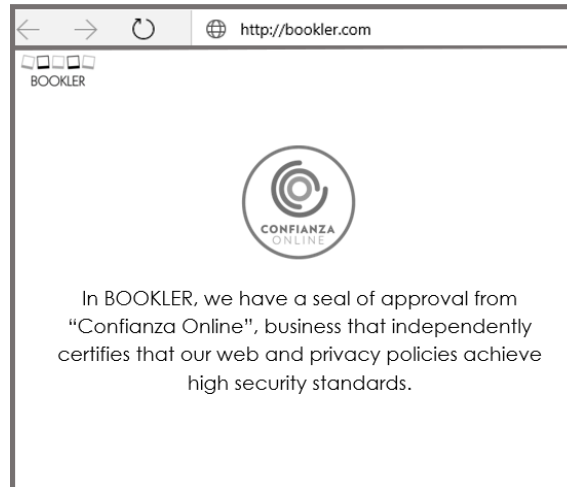 http://bookler.com
BOOKLER
CONFIANZA
ONLINE
In BOOKLER, we have a seal of approval from
“Confianza Online”, business that independently
certifies that our web and privacy policies achieve
high security standards.